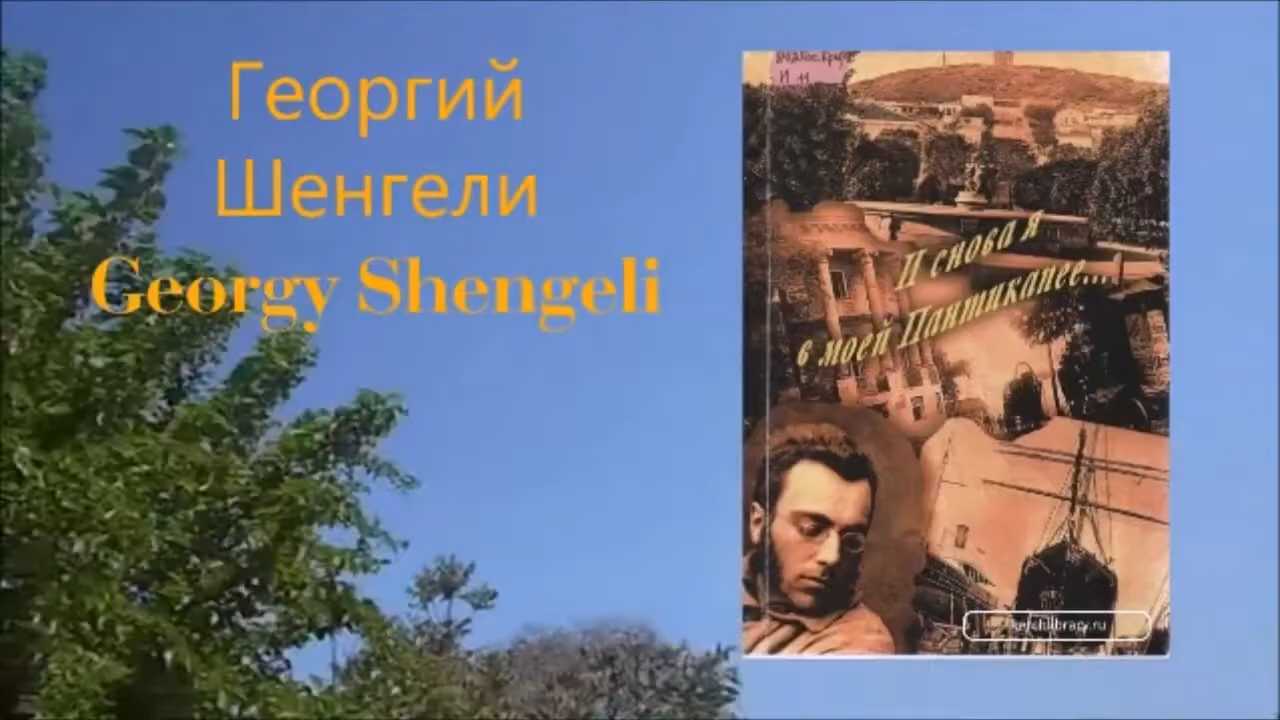 Георгий
Шенгели
Georgy Shengeli
И снова я
в моей Пантикапее...
kerchlibrary.ru